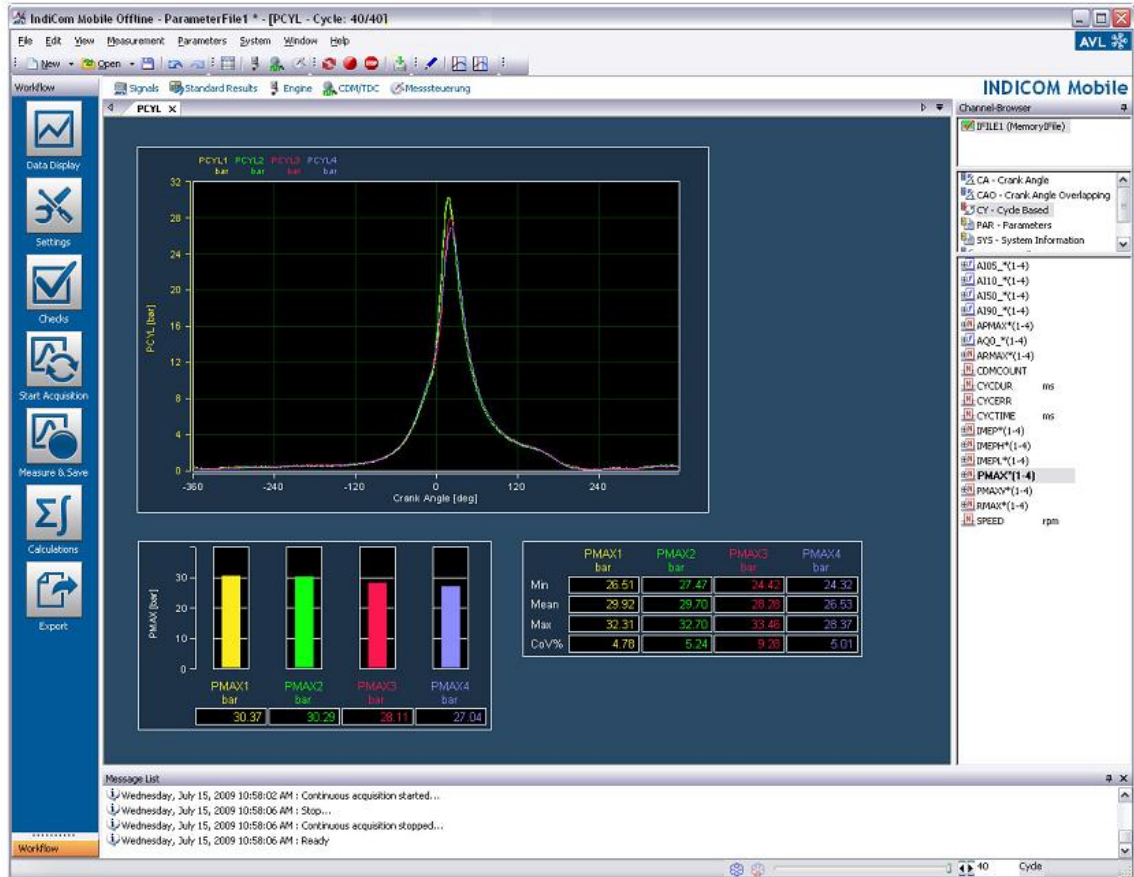 IndiCom Mobile Offline - ParameterFile1 * - [PCYL - Cycle: 40/40]
File Edit View Measurement Parameters System Window Help
AVL
New Open
Workflow
Signals Standard Results Engine CDM/TDC Messsteuerung
INDICOM Mobile
PCYL X
Channel-Browser
IFILE1 (MemoryIFile)
Data Display
Settings
Checks
Start Acquisition
Measure & Save
Calculations
Export
Workflow
PCYL1 PCYL2 PCYL3 PCYL4
bar bar bar bar
32
28
24
20
16
12
8
4
0
PCYL [bar]
-360 -240 -120 0 120 240
Crank Angle [deg]
PMAX [bar]
30
20
10
0
PMAX1 PMAX2 PMAX3 PMAX4
bar bar bar bar
30.37 30.29 28.11 27.04
PMAX1 PMAX2 PMAX3 PMAX4
bar bar bar bar
Min 26.51 27.47 24.42 24.32
Mean 29.92 29.70 28.28 26.53
Max 32.31 32.70 33.46 28.37
CoV% 4.78 5.24 9.28 5.01
CA - Crank Angle
CAO - Crank Angle Overlapping
CY - Cycle Based
PAR - Parameters
SYS - System Information
AI05_*(1-4)
AI10_*(1-4)
AI50_*(1-4)
AI90_*(1-4)
APMAX*(1-4)
AQ0_*(1-4)
ARMAX*(1-4)
CDMCOUNT
CYCDUR ms
CYCERR
CYCTIME ms
IMEP*(1-4)
IMEPH*(1-4)
IMEPL*(1-4)
PMAX*(1-4)
PMAXY*(1-4)
RMAX*(1-4)
SPEED rpm
Message List
Wednesday, July 15, 2009 10:58:02 AM : Continuous acquisition started...
Wednesday, July 15, 2009 10:58:06 AM : Stop...
Wednesday, July 15, 2009 10:58:06 AM : Continuous acquisition stopped...
Wednesday, July 15, 2009 10:58:06 AM : Ready
40 Cycle